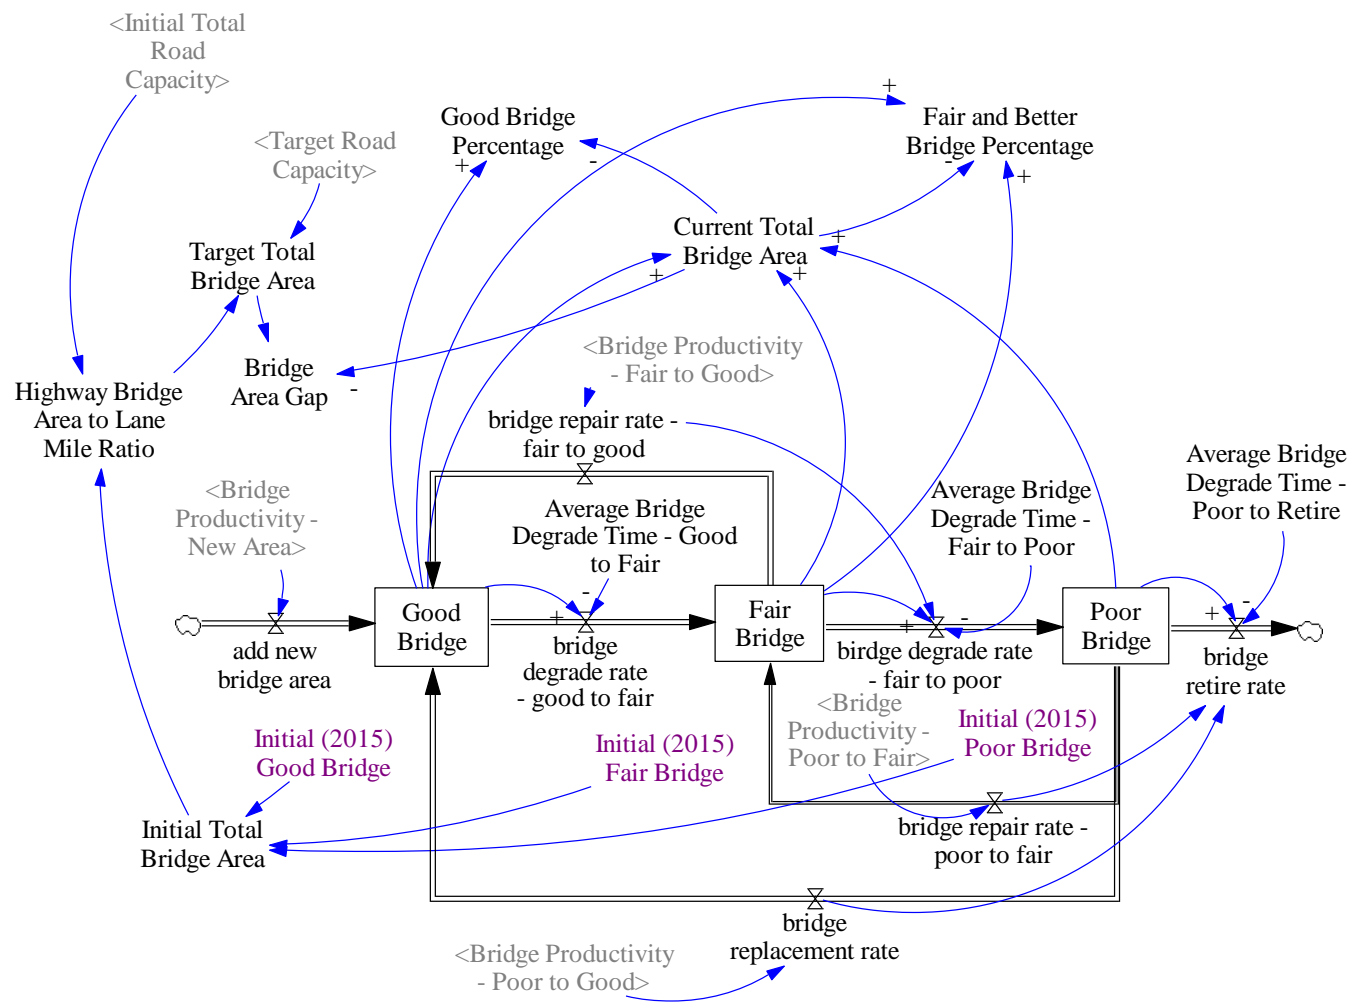 <Initial Total
Road
Capacity>
<Target Road
Capacity>
Good Bridge
Percentage
Fair and Better
Bridge Percentage
+
+
-
-
+
Target Total
Bridge Area
Current Total
Bridge Area
+
+
+
Bridge
Area Gap
-
<Bridge Productivity
- Fair to Good>
Highway Bridge
Area to Lane
Mile Ratio
bridge repair rate -
fair to good
<Bridge
Productivity -
New Area>
Average Bridge
Degrade Time - Good
to Fair
Average Bridge
Degrade Time -
Fair to Poor
Average Bridge
Degrade Time -
Poor to Retire
Good
Bridge
Fair
Bridge
Poor
Bridge
+
-
+
-
+
-
add new
bridge area
bridge
degrade rate
- good to fair
birdge degrade rate
- fair to poor
bridge
retire rate
<Bridge
Productivity -
Poor to Fair>
Initial (2015)
Good Bridge
Initial (2015)
Fair Bridge
Initial (2015)
Poor Bridge
Initial Total
Bridge Area
bridge repair rate -
poor to fair
bridge
replacement rate
<Bridge Productivity
- Poor to Good>